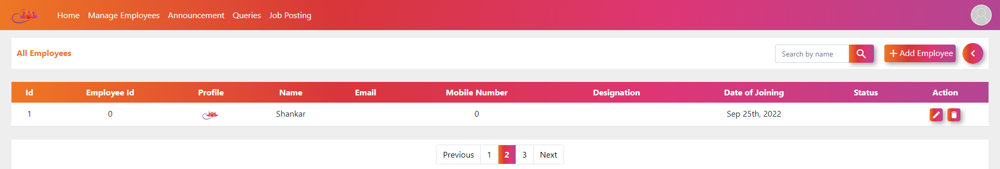 Home Manage Employees Announcement Queries Job Posting
All Employees Search by name Add Employee
Id Employee Id Profile Name Email Mobile Number Designation Date of Joining Status Action
1 0 Shankar 0 Sep 25th, 2022
Previous 1 2 3 Next